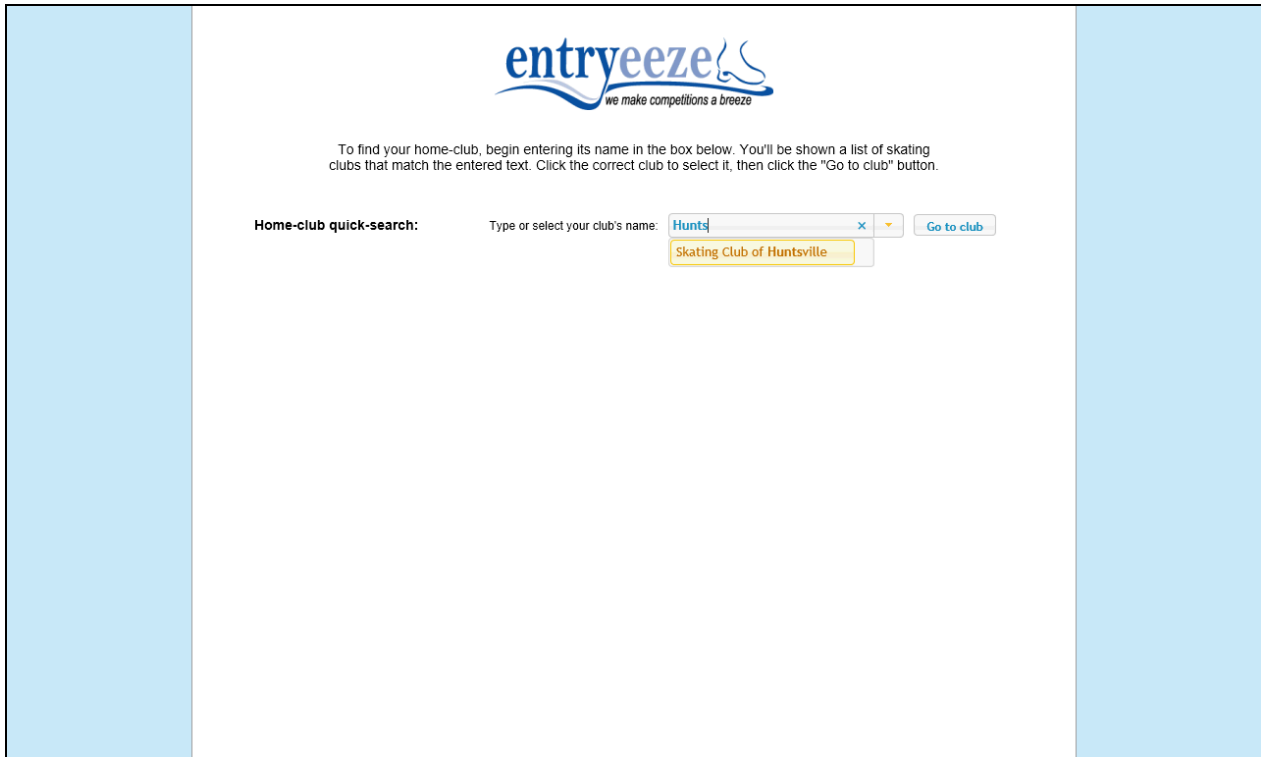 entryeeze
we make competitions a breeze
To find your home-club, begin entering its name in the box below. You'll be shown a list of skating
clubs that match the entered text. Click the correct club to select it, then click the "Go to club" button.
Home-club quick-search: Type or select your club's name: Hunts × Go to club
Skating Club of Huntsville